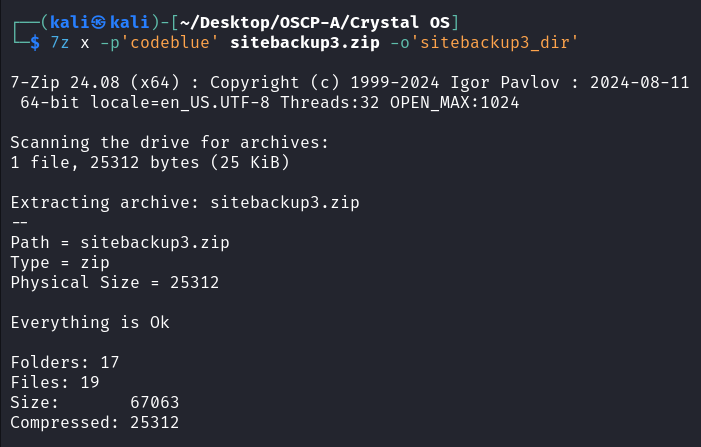 ┌──(kali㉿kali)-[~/Desktop/OSCP-A/Crystal OS]
└─$ 7z x -p'codeblue' sitebackup3.zip -o'sitebackup3_dir'
7-Zip 24.08 (x64) : Copyright (c) 1999-2024 Igor Pavlov : 2024-08-11
64-bit locale=en_US.UTF-8 Threads:32 OPEN_MAX:1024
Scanning the drive for archives:
1 file, 25312 bytes (25 KiB)
Extracting archive: sitebackup3.zip
--
Path = sitebackup3.zip
Type = zip
Physical Size = 25312
Everything is Ok
Folders: 17
Files: 19
Size:       67063
Compressed: 25312